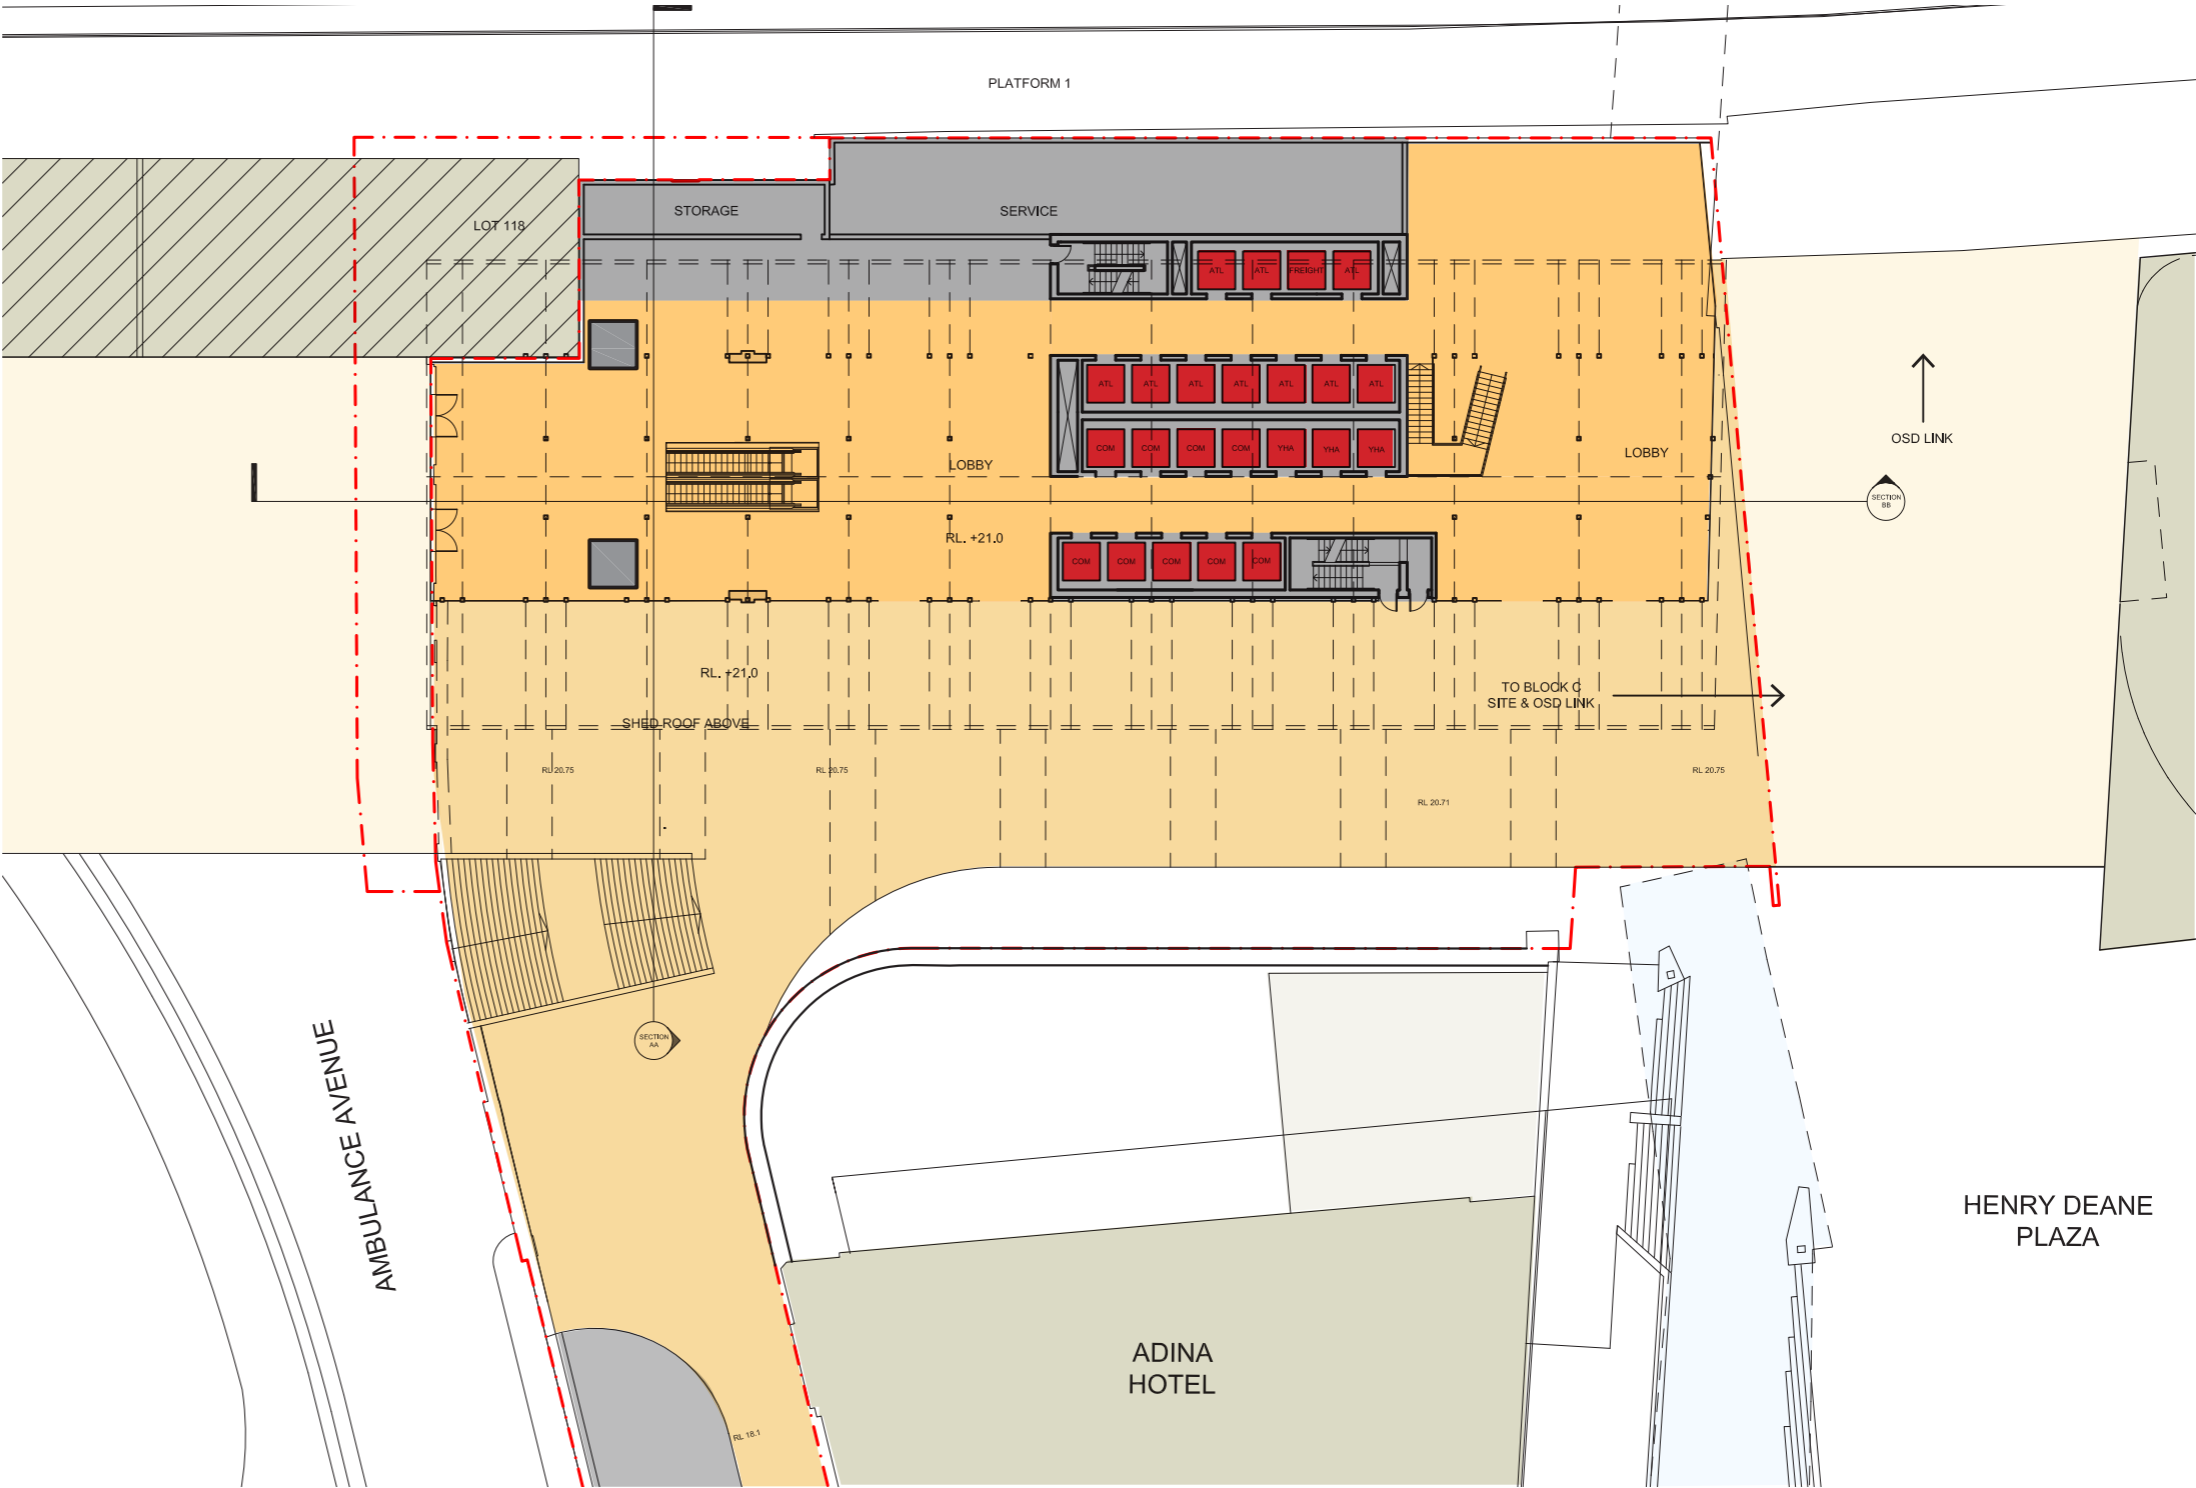 PLATFORM 1
STORAGE
SERVICE
LOT 118
ATL ATL FREIGHT ATL
ATL ATL ATL ATL ATL ATL ATL
OSD LINK
COM COM COM COM YHA YHA YHA
LOBBY
LOBBY
SECTION
BB
RL. +21.0
COM COM COM COM COM
RL. +21.0
TO BLOCK C
SITE & OSD LINK
SHED ROOF ABOVE
RL 20.75
RL 20.75
RL 20.75
RL 20.71
SECTION
AA
AMBULANCE AVENUE
HENRY DEANE
PLAZA
ADINA
HOTEL
RL 18.1